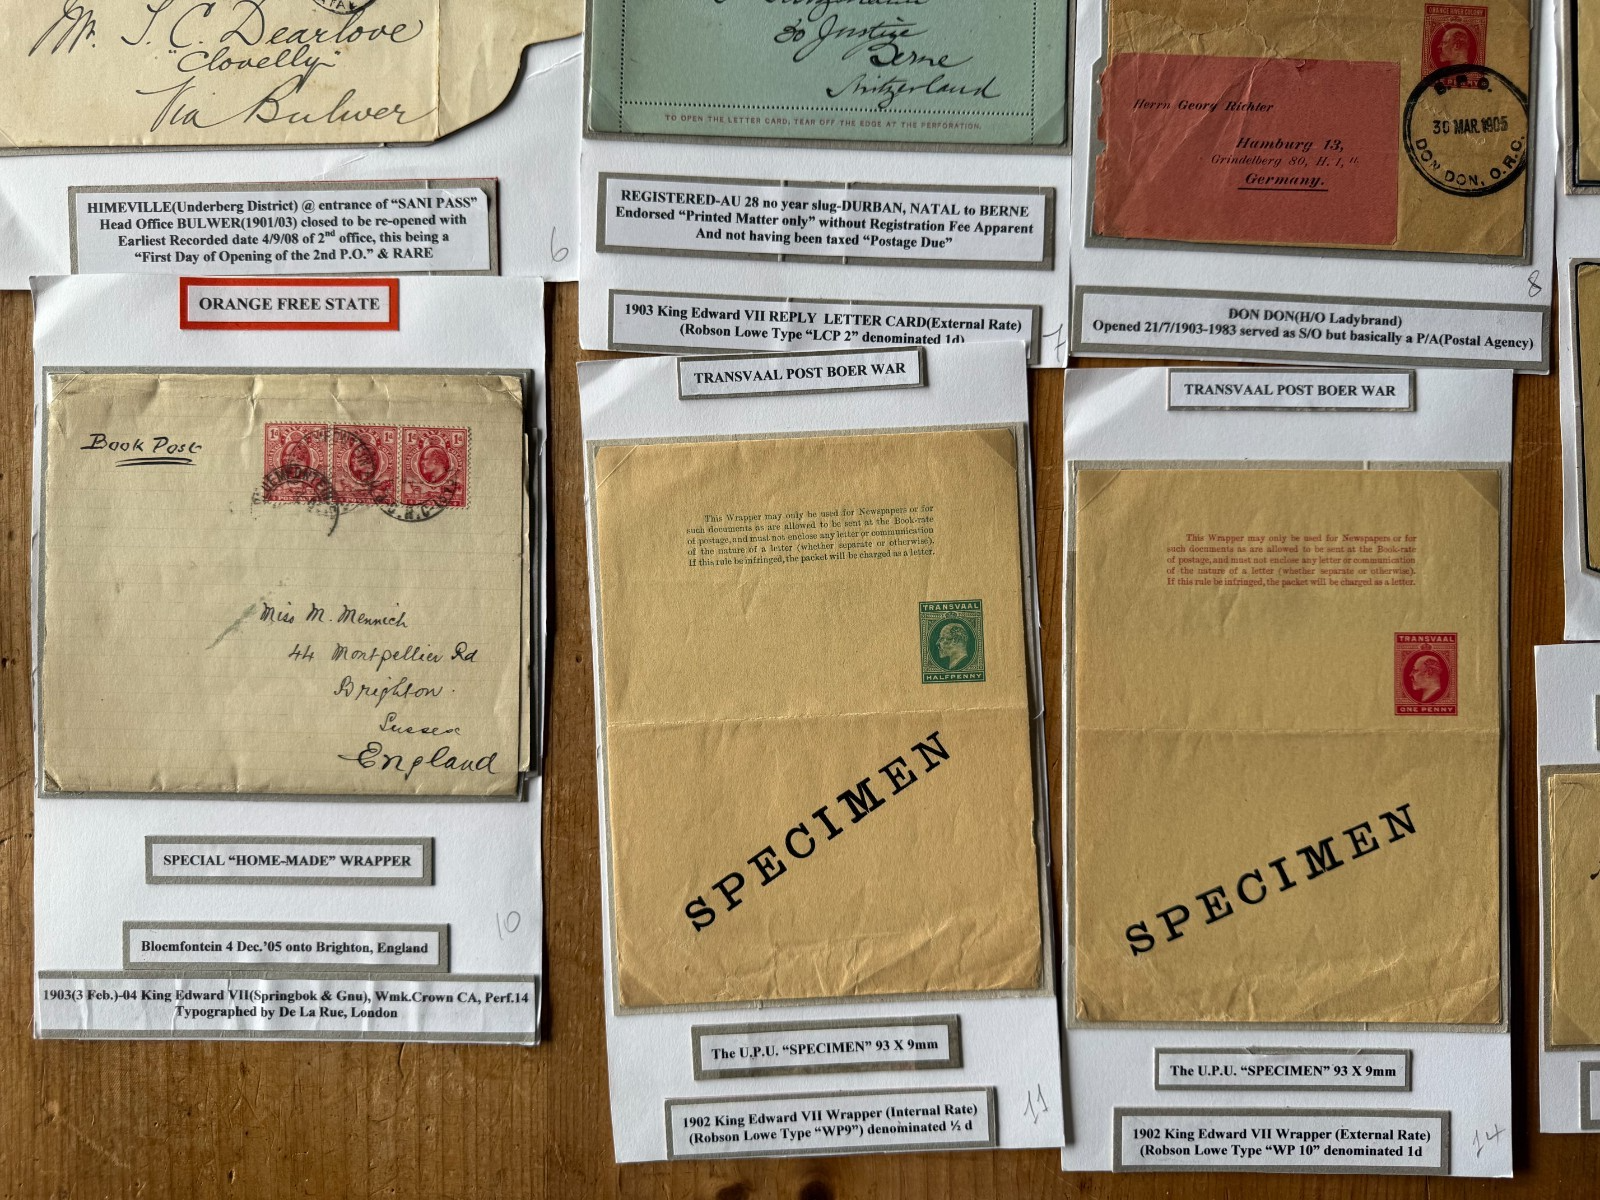 Mr. T. C. Dearlove
"Clovelly"
Via Bulwer
HIMEVILLE(Underberg District) @ entrance of "SANI PASS"
Head Office BULWER(1901/03) closed to be re-opened with
Earliest Recorded date 4/9/08 of 2nd office, this being a
"First Day of Opening of the 2nd P.O." & RARE
6
30 Justize
Berne
Switzerland
TO OPEN THE LETTER CARD, TEAR OFF THE EDGE AT THE PERFORATION.
REGISTERED-AU 28 no year slug-DURBAN, NATAL to BERNE
Endorsed "Printed Matter only" without Registration Fee Apparent
And not having been taxed "Postage Due"
1903 King Edward VII REPLY LETTER CARD(External Rate)
(Robson Lowe Type "LCP 2" denominated 1d)
7
ORANGE RIVER COLONY
Herrn Georg Richter
Hamburg 13,
Grindelberg 80, H. 1,
Germany.
30 MAR 1905
DON DON, O.R.C.
8
DON DON(H/O Ladybrand)
Opened 21/7/1903-1983 served as S/O but basically a P/A(Postal Agency)
ORANGE FREE STATE
Book Post
1d 1d 1d 1d
BLOEMFONTEIN
Miss M. Mennich
44 Montpellier Rd
Brighton.
Sussex
England
SPECIAL "HOME-MADE" WRAPPER
10
Bloemfontein 4 Dec.'05 onto Brighton, England
1903(3 Feb.)-04 King Edward VII(Springbok & Gnu), Wmk.Crown CA, Perf.14
Typographed by De La Rue, London
TRANSVAAL POST BOER WAR
This Wrapper may only be used for Newspapers or for
such documents as are allowed to be sent at the Book-rate
of postage, and must not enclose any letter or communication
of the nature of a letter (whether separate or otherwise).
If this rule be infringed, the packet will be charged as a letter.
TRANSVAAL
HALFPENNY
SPECIMEN
The U.P.U. "SPECIMEN" 93 X 9mm
1902 King Edward VII Wrapper (Internal Rate)
(Robson Lowe Type "WP9") denominated ½ d
11
TRANSVAAL POST BOER WAR
This Wrapper may only be used for Newspapers or for
such documents as are allowed to be sent at the Book-rate
of postage, and must not enclose any letter or communication
of the nature of a letter (whether separate or otherwise).
If this rule be infringed, the packet will be charged as a letter.
TRANSVAAL
ONE PENNY
SPECIMEN
The U.P.U. "SPECIMEN" 93 X 9mm
1902 King Edward VII Wrapper (External Rate)
(Robson Lowe Type "WP 10" denominated 1d
14